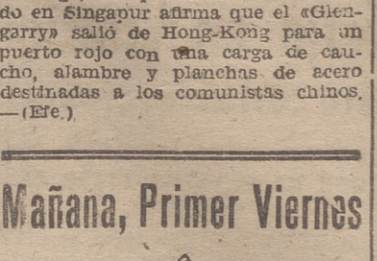 do en Singapur afirma que el «Glen-
garry» salió de Hong-Kong para un
puerto rojo con una carga de cau-
cho, alambre y planchas de acero
destinadas a los comunistas chinos.
—(Efe.)
Mañana, Primer Viernes